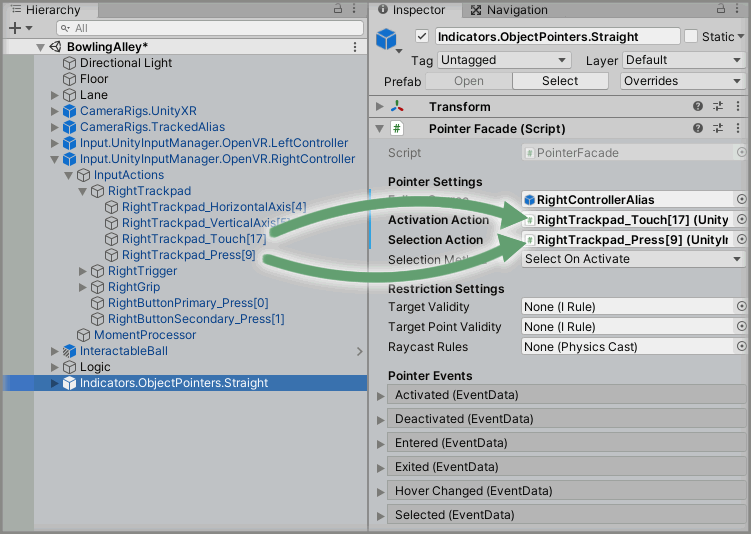 Hierarchy
All
BowlingAlley*
Directional Light
Floor
Lane
CameraRigs.UnityXR
CameraRigs.TrackedAlias
Input.UnityInputManager.OpenVR.LeftController
Input.UnityInputManager.OpenVR.RightController
InputActions
RightTrackpad
RightTrackpad_HorizontalAxis[4]
RightTrackpad_VerticalAxis[5]
RightTrackpad_Touch[17]
RightTrackpad_Press[9]
RightTrigger
RightGrip
RightButtonPrimary_Press[0]
RightButtonSecondary_Press[1]
MomentProcessor
InteractableBall
Logic
Indicators.ObjectPointers.Straight
Inspector
Navigation
Indicators.ObjectPointers.Straight
Static
Tag Untagged
Layer Default
Prefab Open Select Overrides
Transform
Pointer Facade (Script)
Script PointerFacade
Pointer Settings
RightControllerAlias
Activation Action RightTrackpad_Touch[17] (Unity
Selection Action RightTrackpad_Press[9] (UnityIn
Selection Method Select On Activate
Restriction Settings
Target Validity None (I Rule)
Target Point Validity None (I Rule)
Raycast Rules None (Physics Cast)
Pointer Events
Activated (EventData)
Deactivated (EventData)
Entered (EventData)
Exited (EventData)
Hover Changed (EventData)
Selected (EventData)